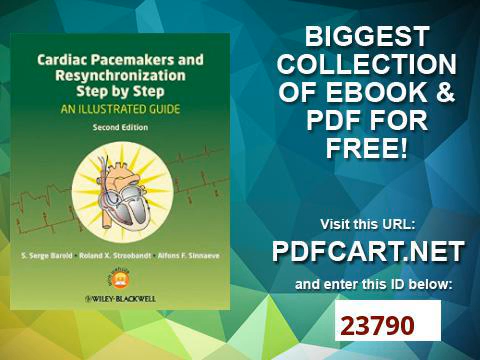 Cardiac Pacemakers and
Resynchronization
Step by Step
AN ILLUSTRATED GUIDE
Second Edition
S. Serge Barold • Roland X. Stroobandt • Alfons F. Sinnaeve
WILEY-BLACKWELL
BIGGEST
COLLECTION
OF EBOOK &
PDF FOR
FREE!
Visit this URL:
PDFCART.NET
and enter this ID below:
23790